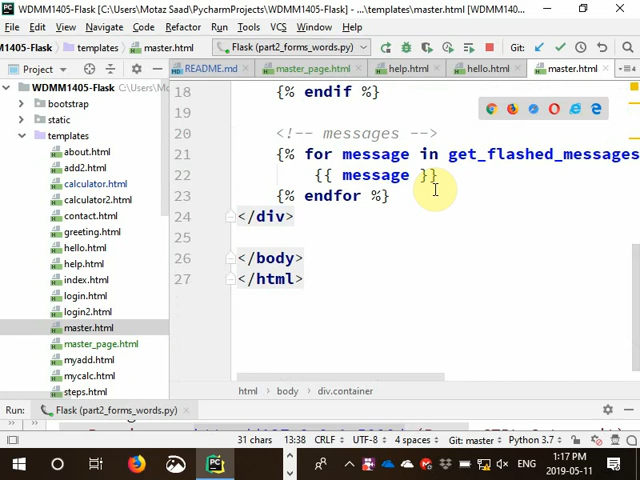 WDMM1405-Flask [C:\Users\Motaz Saad\PycharmProjects\WDMM1405-Flask] - ...\templates\master.html [W...
File Edit View Navigate Code Refactor Run Tools VCS Window Help
M1405-Flask templates master.html Flask (part2_forms_words.py) Git:
Project README.md master_page.html help.html hello.html master.html
WDMM1405-Flask C:\Users\Mo
bootstrap
static
templates
about.html
add2.html
calculator.html
calculator2.html
contact.html
greeting.html
hello.html
help.html
index.html
login.html
login2.html
master.html
master_page.html
myadd.html
mycalc.html
steps.html
18 {% endif %}
19
20 <!-- messages -->
21 {% for message in get_flashed_messages
22 {{ message }}
23 {% endfor %}
24 </div>
25
26 </body>
27 </html>
html body div.container
Run: Flask (part2_forms_words.py)
31 chars 13:38 CRLF UTF-8 4 spaces Git: master Python 3.7
1:17 PM
2019-05-11